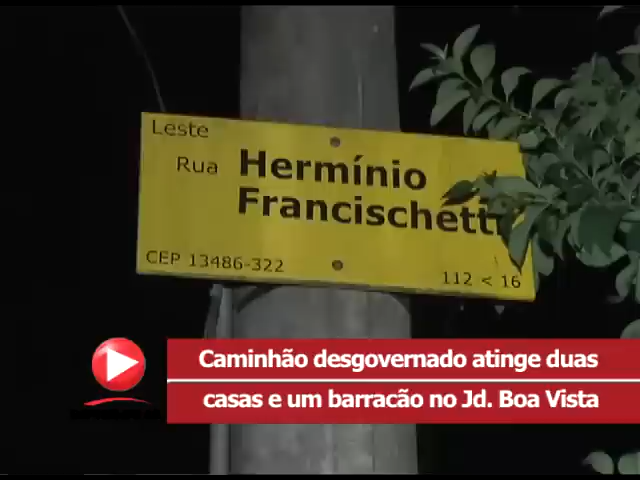 Leste
Rua Hermínio
Francischetti
CEP 13486-322
112 < 16
Caminhão desgovernado atinge duas
casas e um barracão no Jd. Boa Vista